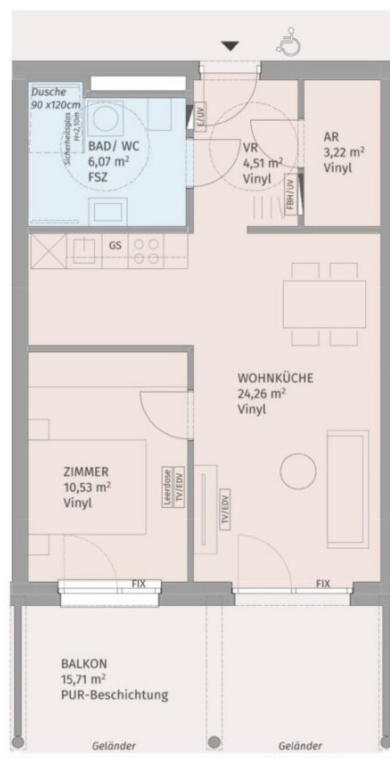 Dusche
90 x120cm
Sicherheitsglas
H=2,10m
BAD/ WC
6,07 m²
FSZ
E/UV
VR
4,51 m²
Vinyl
AR
3,22 m²
Vinyl
FBH/UV
GS
WOHNKÜCHE
24,26 m²
Vinyl
ZIMMER
10,53 m²
Vinyl
Leerdose
TV/EDV
TV/EDV
FIX
FIX
BALKON
15,71 m²
PUR-Beschichtung
Geländer
Geländer